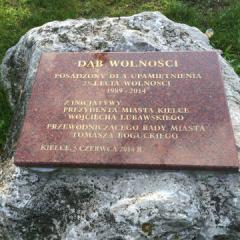 DĄB WOLNOŚCI
POSADZONY DLA UPAMIĘTNIENIA
25-LECIA WOLNOŚCI
1989 - 2014
Z INICJATYWY
PREZYDENTA MIASTA KIELCE
WOJCIECHA LUBAWSKIEGO
PRZEWODNICZĄCEGO RADY MIASTA
TOMASZA BOGUCKIEGO
KIELCE, 5 CZERWCA 2014 R.